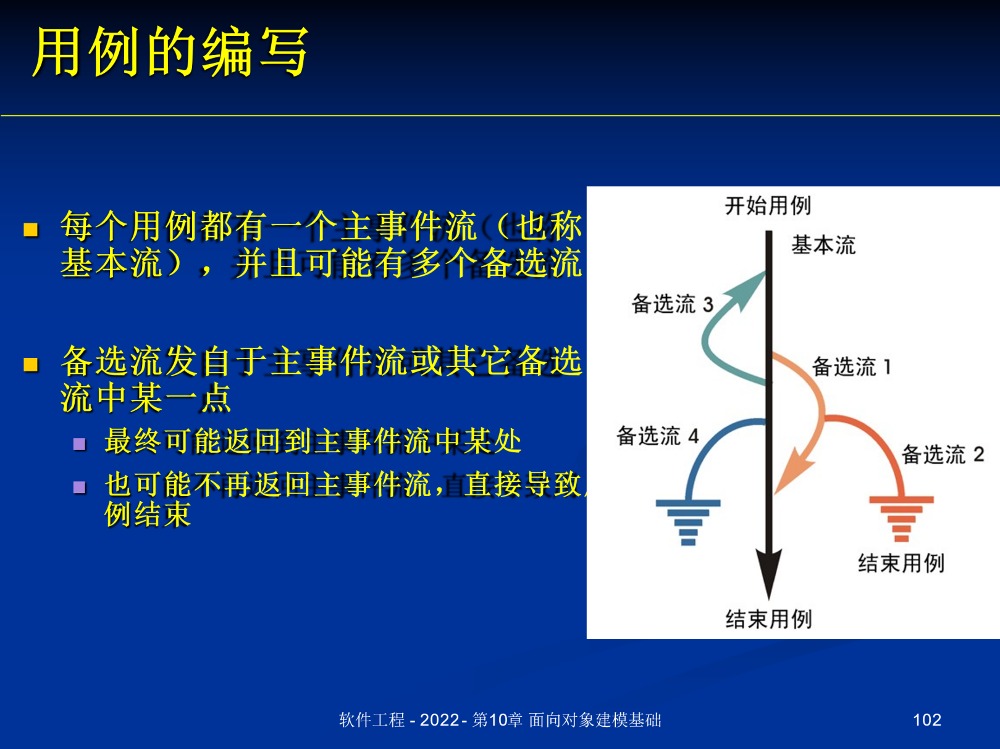 用例的编写
每个用例都有一个主事件流（也称
基本流），并且可能有多个备选流
备选流发自于主事件流或其它备选
流中某一点
最终可能返回到主事件流中某处
也可能不再返回主事件流，直接导致
例结束
开始用例
基本流
备选流 3
备选流 1
备选流 4
备选流 2
结束用例
结束用例
软件工程 - 2022 - 第10章 面向对象建模基础
102